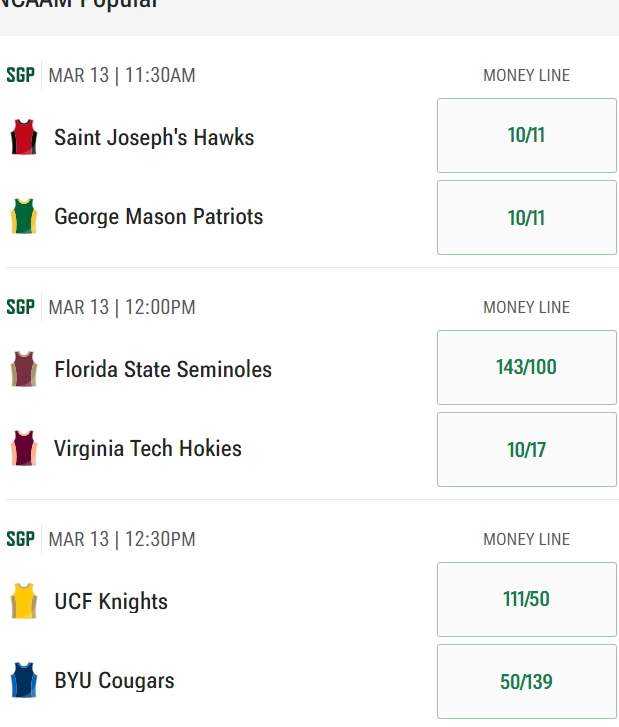 NCAAM Popular
SGP MAR 13 | 11:30AM MONEY LINE
Saint Joseph's Hawks 10/11
George Mason Patriots 10/11
SGP MAR 13 | 12:00PM MONEY LINE
Florida State Seminoles 143/100
Virginia Tech Hokies 10/17
SGP MAR 13 | 12:30PM MONEY LINE
UCF Knights 111/50
BYU Cougars 50/139